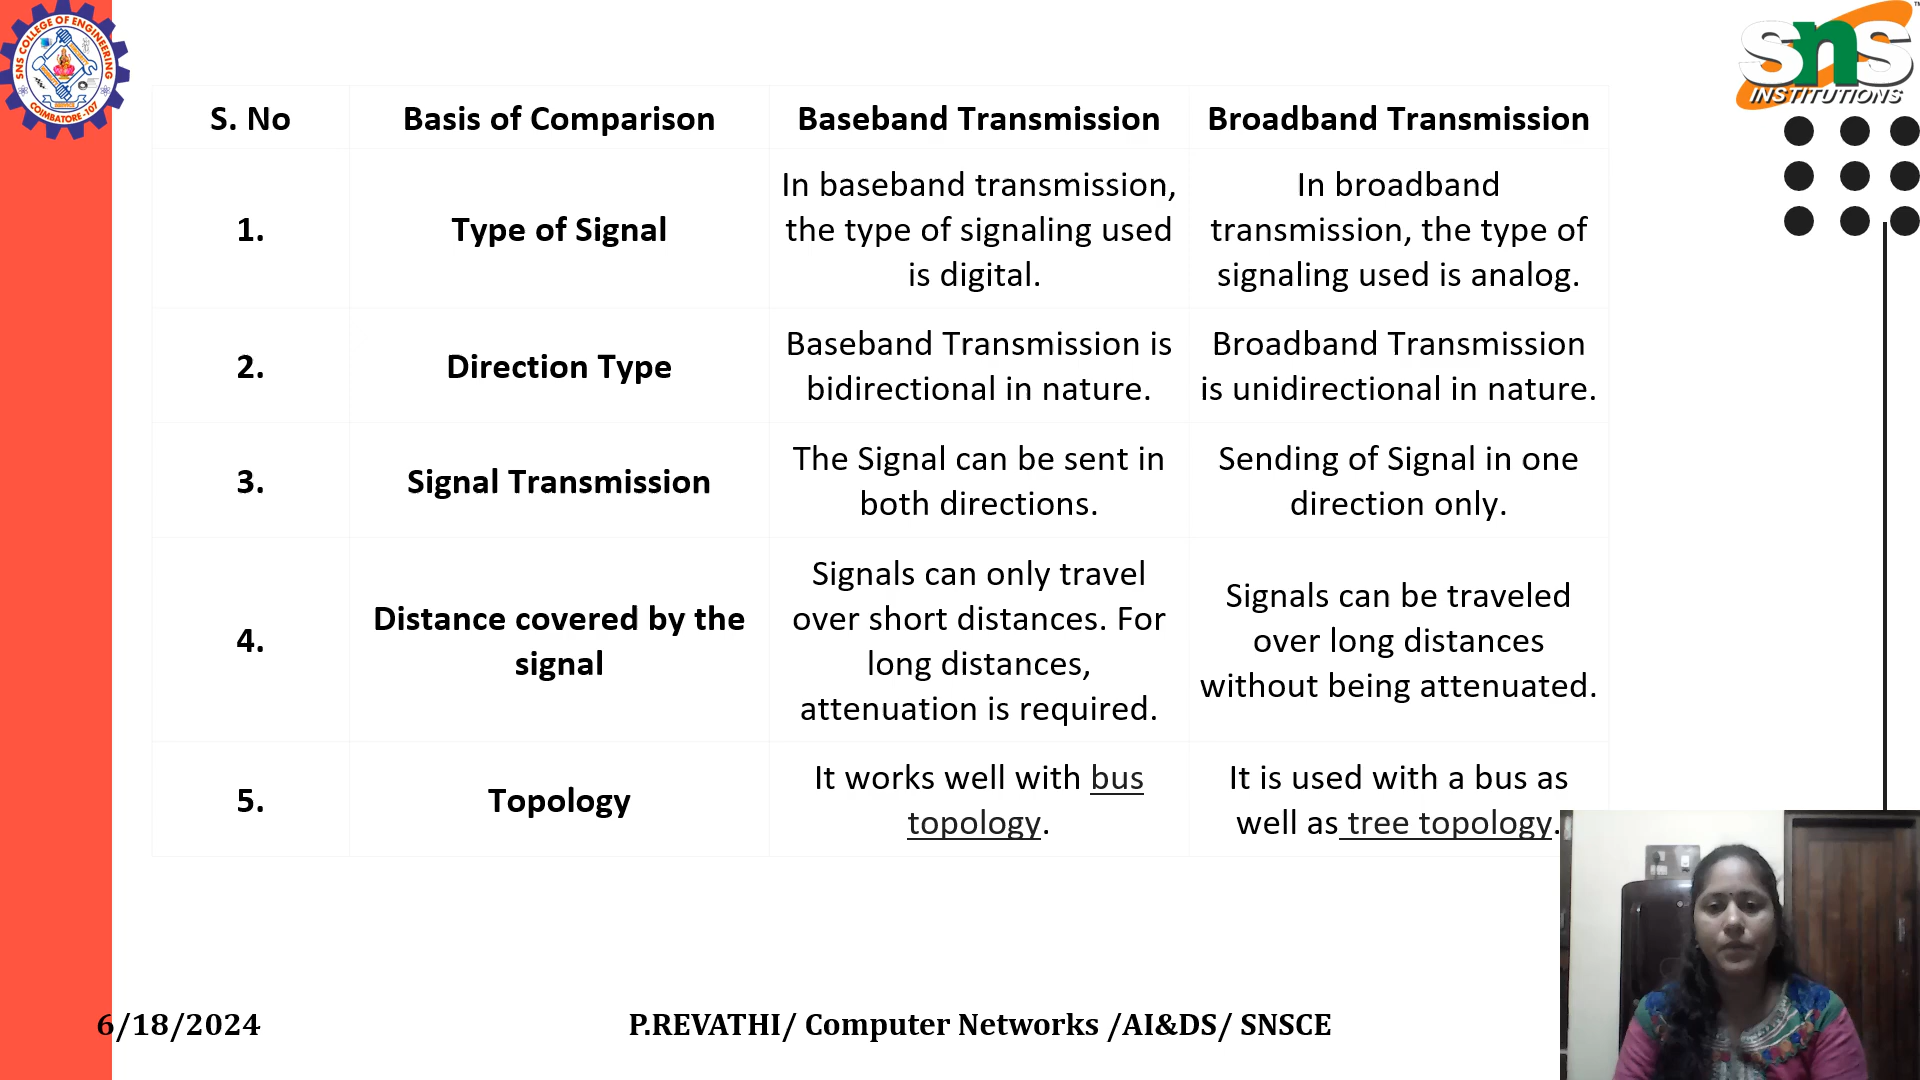 SNS COLLEGE OF ENGINEERING
COIMBATORE -107
sns
INSTITUTIONS
S. No Basis of Comparison Baseband Transmission Broadband Transmission
1.
Type of Signal
In baseband transmission,
the type of signaling used
is digital.
In broadband
transmission, the type of
signaling used is analog.
2.
Direction Type
Baseband Transmission is
bidirectional in nature.
Broadband Transmission
is unidirectional in nature.
3.
Signal Transmission
The Signal can be sent in
both directions.
Sending of Signal in one
direction only.
4.
Distance covered by the
signal
Signals can only travel
over short distances. For
long distances,
attenuation is required.
Signals can be traveled
over long distances
without being attenuated.
5.
Topology
It works well with bus
topology.
It is used with a bus as
well as tree topology.
6/18/2024
P.REVATHI/ Computer Networks /AI&DS/ SNSCE